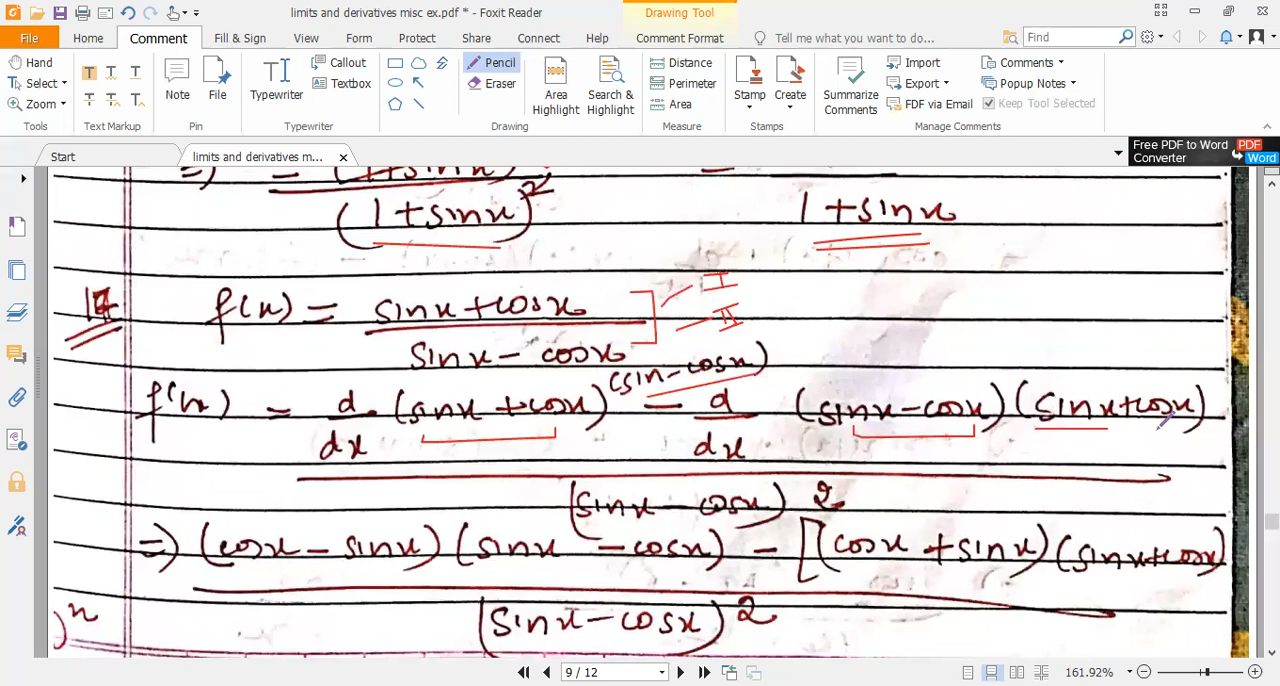 limits and derivatives misc ex.pdf * - Foxit Reader
Drawing Tool
File Home Comment Fill & Sign View Form Protect Share Connect Help Comment Format Tell me what you want to do... Find
Hand
Select
Zoom
Tools
Text Markup
Note
File
Pin
Typewriter
Callout
Textbox
Typewriter
Pencil
Eraser
Drawing
Area Highlight
Search & Highlight
Distance
Perimeter
Area
Measure
Stamp
Create
Stamps
Summarize Comments
Import
Export
FDF via Email
Comments
Popup Notes
Keep Tool Selected
Manage Comments
Start
limits and derivatives m...
Free PDF to Word Converter
PDF Word
=) = (1+sinx) 2 =
(1+sinx) 1+sinx
f(x) = sinx+cosx I
sinx - cosx II
(sin-cosx)
f'(x) = d (sinx +cosx) - d (sinx-cosx)(sinx+cosx)
dx dx
(sinx - cosx) 2
=) (cosx - sinx)(sinx -cosx) - [(cosx +sinx)(sinx+cosx)
(sinx-cosx) 2
)x
9 / 12
161.92%